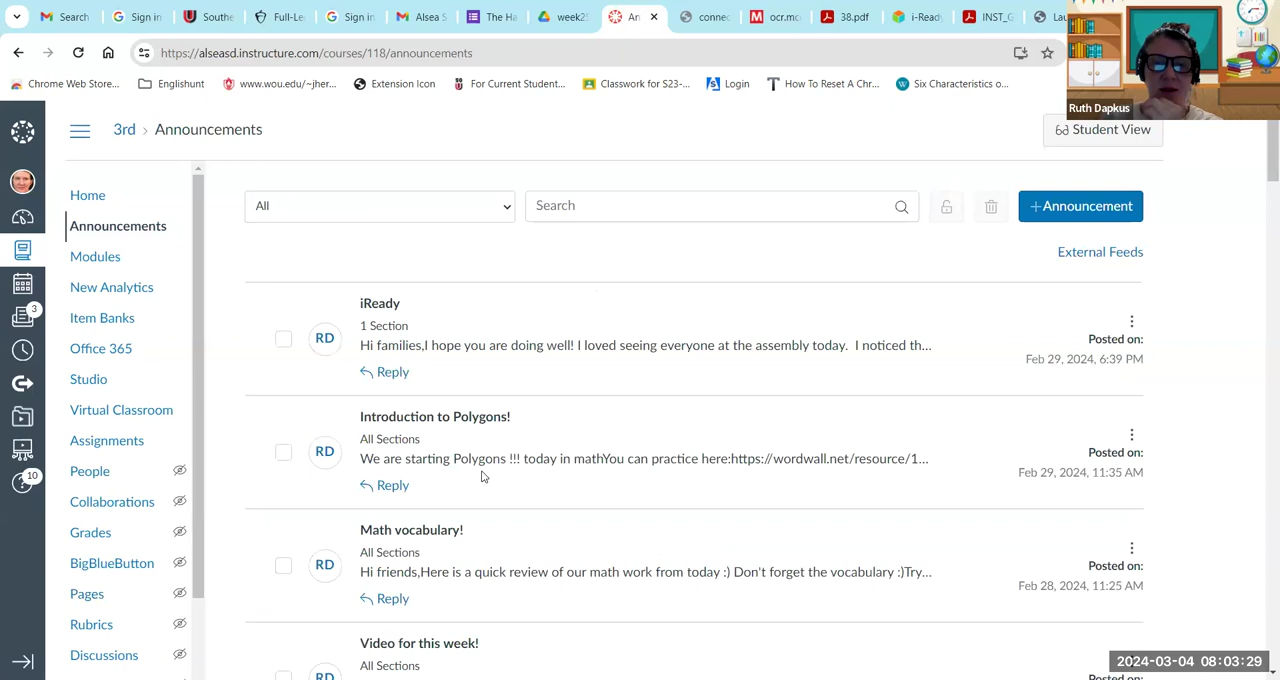 Search
Sign in
Southe
Full-Le
Sign in
Alsea S
The Ha
week2
An
connec
ocr.mc
38.pdf
i-Ready
INST_G
Lau
https://alseasd.instructure.com/courses/118/announcements
Chrome Web Store...
Englishunt
www.wou.edu/~jher...
Extension Icon
For Current Student...
Classwork for S23-...
Login
How To Reset A Chr...
Six Characteristics o...
Ruth Dapkus
3rd › Announcements
Student View
Home
Announcements
Modules
New Analytics
Item Banks
Office 365
Studio
Virtual Classroom
Assignments
People
Collaborations
Grades
BigBlueButton
Pages
Rubrics
Discussions
3
10
All
Search
+Announcement
External Feeds
iReady
RD
1 Section
Hi families,I hope you are doing well! I loved seeing everyone at the assembly today. I noticed th...
Reply
Posted on:
Feb 29, 2024, 6:39 PM
Introduction to Polygons!
RD
All Sections
We are starting Polygons !!! today in mathYou can practice here:https://wordwall.net/resource/1...
Reply
Posted on:
Feb 29, 2024, 11:35 AM
Math vocabulary!
RD
All Sections
Hi friends,Here is a quick review of our math work from today :) Don't forget the vocabulary :)Try...
Reply
Posted on:
Feb 28, 2024, 11:25 AM
Video for this week!
RD
All Sections
Posted on:
2024-03-04 08:03:29